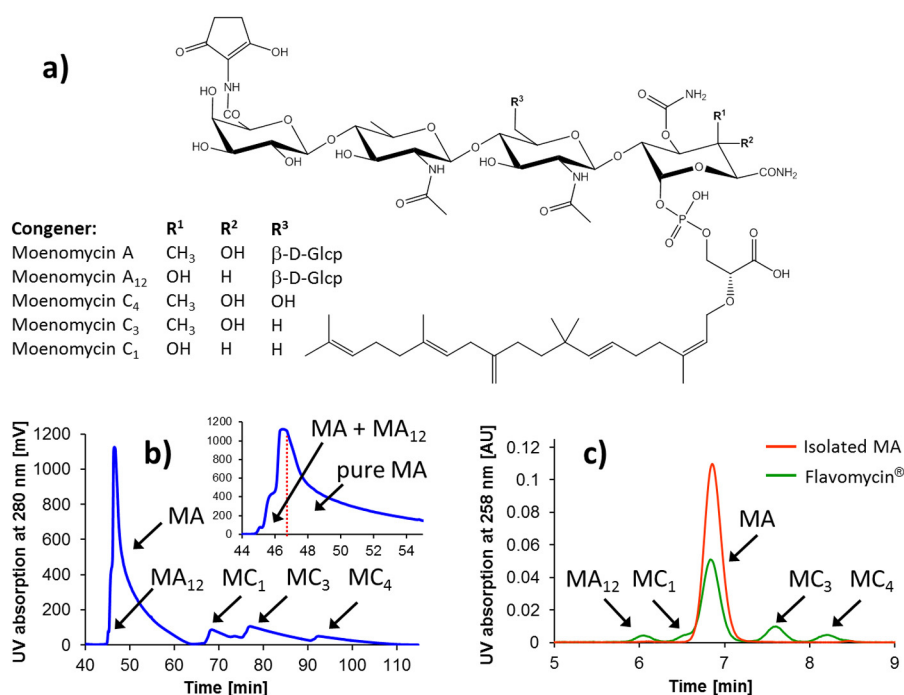 a)
O
OH
NH
HO
CO
O
HO
OH
O
O
HO
NH
O
R³
O
O
HO
NH
O
O
NH₂
O
O
R¹
R²
O
CONH₂
O
OH
P
O
O
O
OH
O
Congener: R¹ R² R³
Moenomycin A CH₃ OH β-D-Glcp
Moenomycin A₁₂ OH H β-D-Glcp
Moenomycin C₄ CH₃ OH OH
Moenomycin C₃ CH₃ OH H
Moenomycin C₁ OH H H
b)
UV absorption at 280 nm [mV]
1200
1000
800
600
400
200
0
40 50 60 70 80 90 100 110
Time [min]
MA
MA₁₂
MC₁
MC₃
MC₄
1200
1000
800
600
400
200
0
44 46 48 50 52 54
MA + MA₁₂
pure MA
c)
UV absorption at 258 nm [AU]
0.12
0.1
0.08
0.06
0.04
0.02
0
5 6 7 8 9
Time [min]
Isolated MA
Flavomycin®
MA
MA₁₂
MC₁
MC₃
MC₄